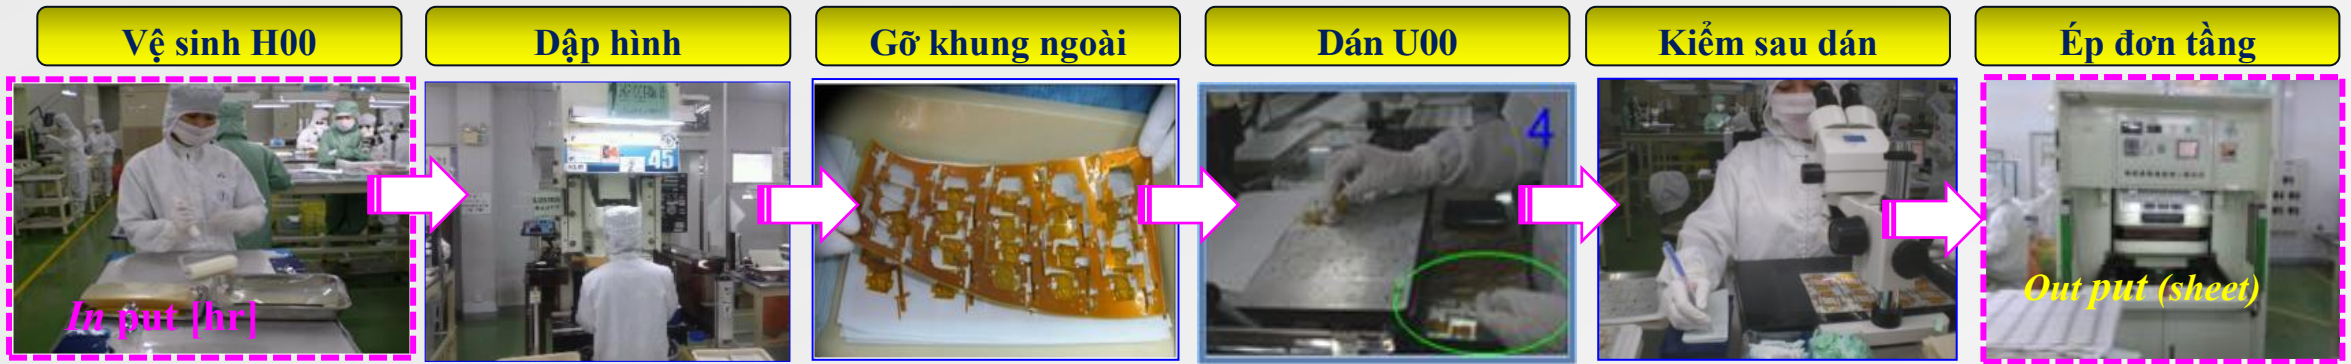 Vệ sinh H00
Dập hình
Gỡ khung ngoài
Dán U00
Kiểm sau dán
Ép đơn tầng
In put [hr]
45
4
Out put (sheet)